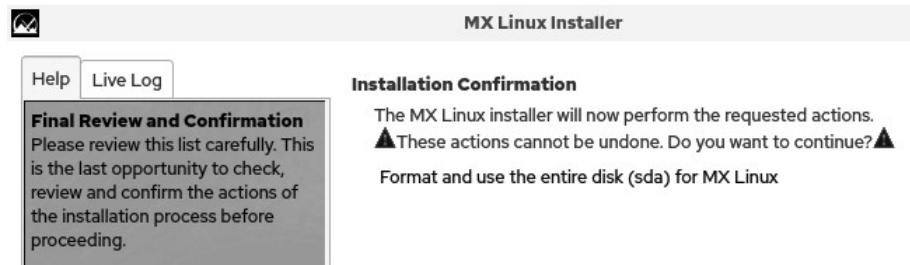 MX Linux Installer
Help
Live Log
Final Review and Confirmation
Please review this list carefully. This
is the last opportunity to check,
review and confirm the actions of
the installation process before
proceeding.
Installation Confirmation
The MX Linux installer will now perform the requested actions.
These actions cannot be undone. Do you want to continue?
Format and use the entire disk (sda) for MX Linux